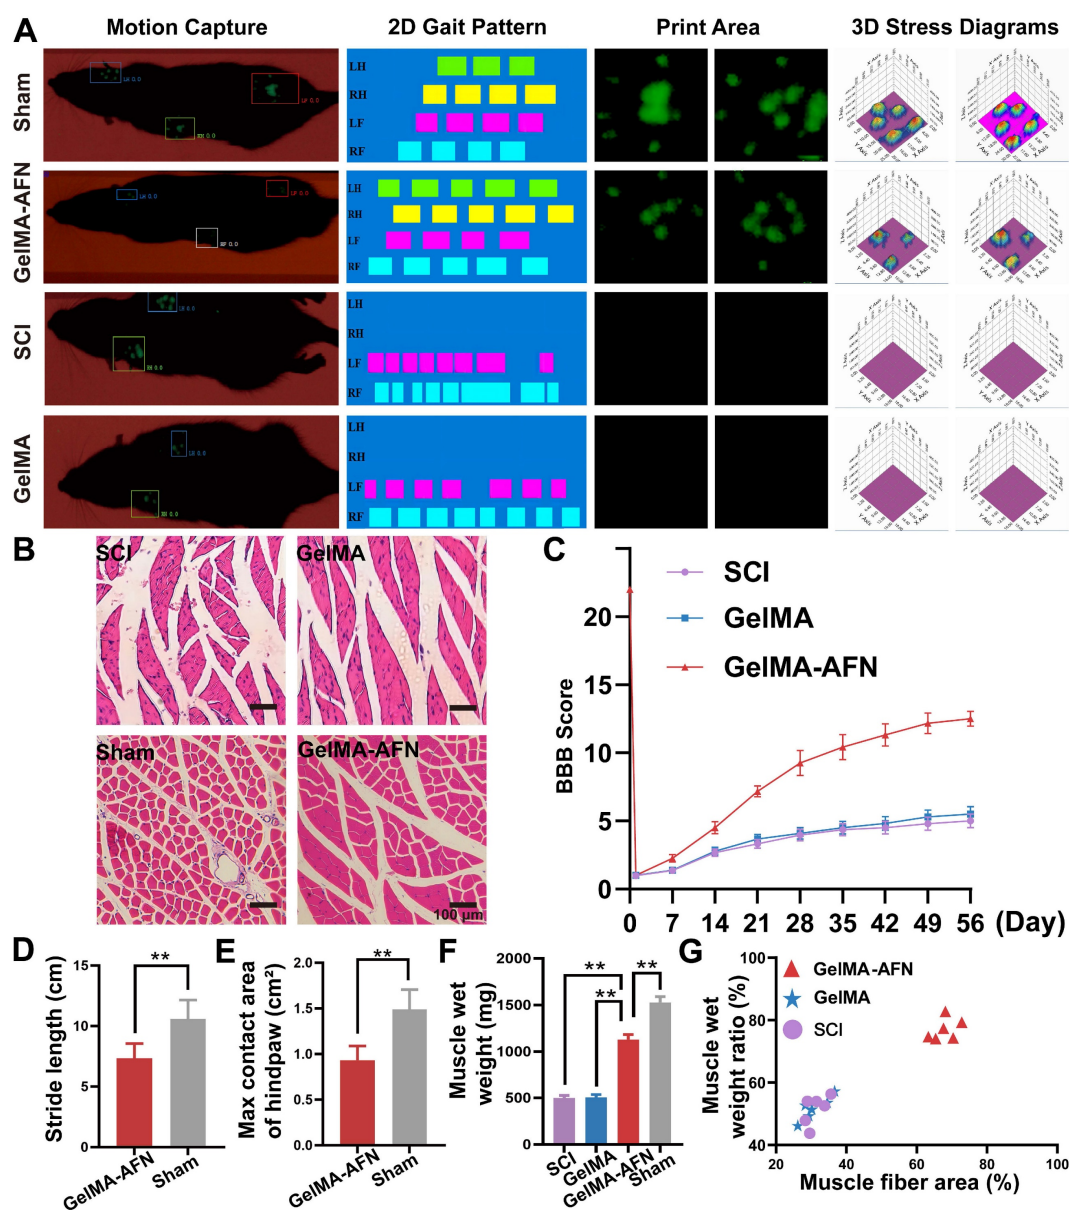 A
Motion Capture
2D Gait Pattern
Print Area
3D Stress Diagrams
Sham
LH
RH
LF
RF
GelMA-AFN
LH
RH
LF
RF
SCI
LH
RH
LF
RF
GelMA
LH
RH
LF
RF
B
SCI
GelMA
Sham
GelMA-AFN
100 µm
C
SCI
GelMA
GelMA-AFN
BBB Score
20
15
10
5
0
0 7 14 21 28 35 42 49 56 (Day)
D
Stride length (cm)
15
10
5
0
**
GelMA-AFN
Sham
E
Max contact area
of hindpaw (cm²)
2.0
1.5
1.0
0.5
0.0
**
GelMA-AFN
Sham
F
Muscle wet
weight (mg)
2000
1500
1000
500
0
** **
**
SCI
GelMA
GelMA-AFN
Sham
G
Muscle wet
weight ratio (%)
100
80
60
40
GelMA-AFN
GelMA
SCI
20 40 60 80 100
Muscle fiber area (%)